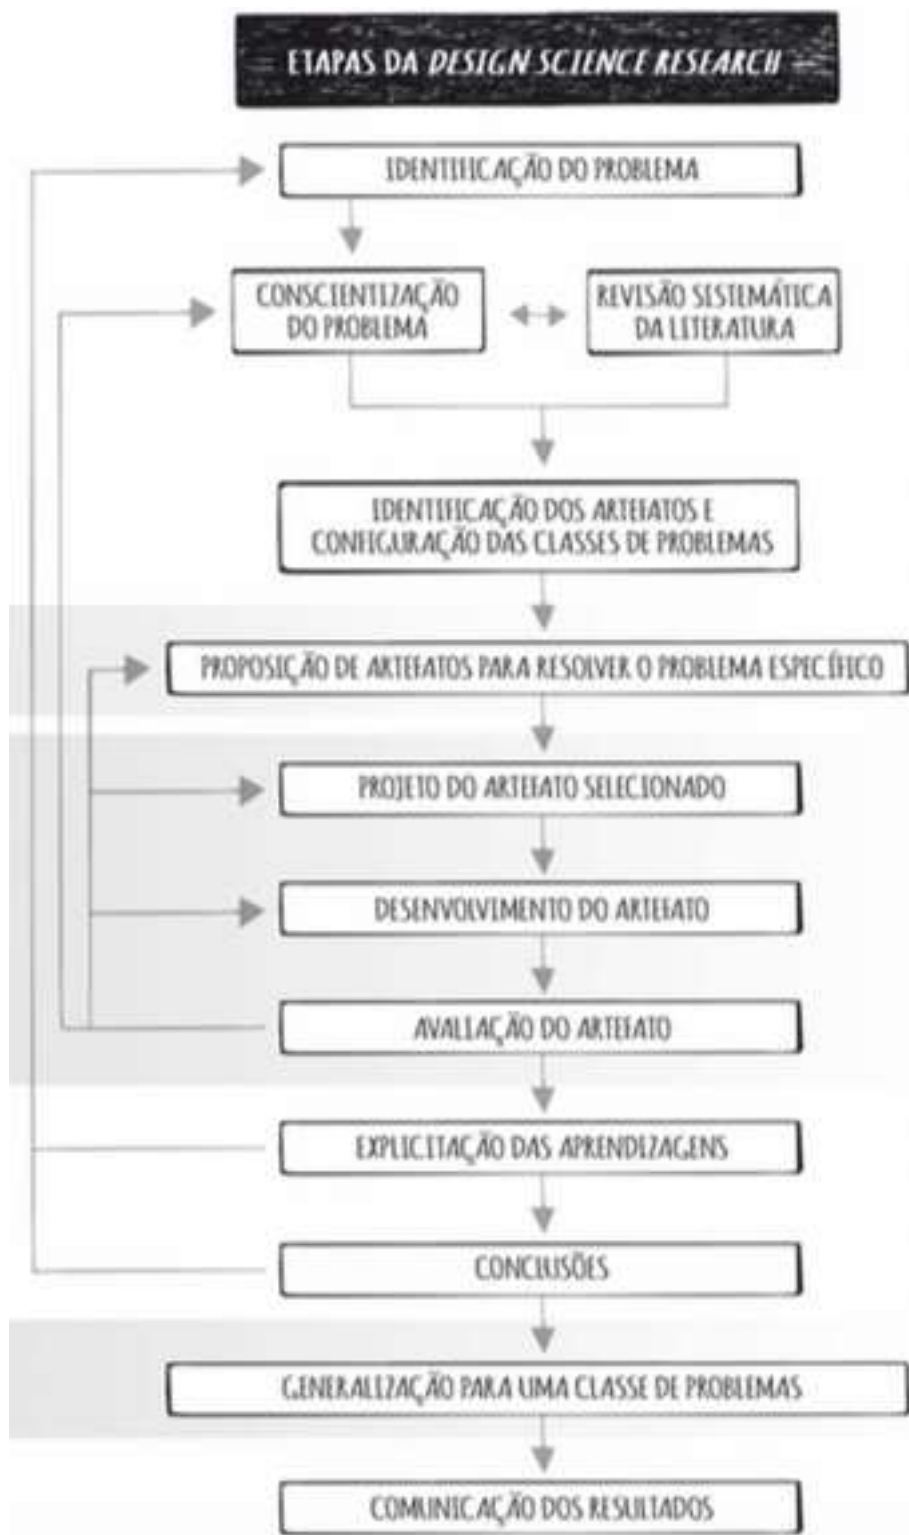 ETAPAS DA DESIGN SCIENCE RESEARCH
IDENTIFICAÇÃO DO PROBLEMA
CONSCIENTIZAÇÃO
DO PROBLEMA
REVISÃO SISTEMÁTICA
DA LITERATURA
IDENTIFICAÇÃO DOS ARTEFATOS E
CONFIGURAÇÃO DAS CLASSES DE PROBLEMAS
PROPOSIÇÃO DE ARTEFATOS PARA RESOLVER O PROBLEMA ESPECÍFICO
PROJETO DO ARTEFATO SELECIONADO
DESENVOLVIMENTO DO ARTEFATO
AVALIAÇÃO DO ARTEFATO
EXPLICITAÇÃO DAS APRENDIZAGENS
CONCLUSÕES
GENERALIZAÇÃO PARA UMA CLASSE DE PROBLEMAS
COMUNICAÇÃO DOS RESULTADOS